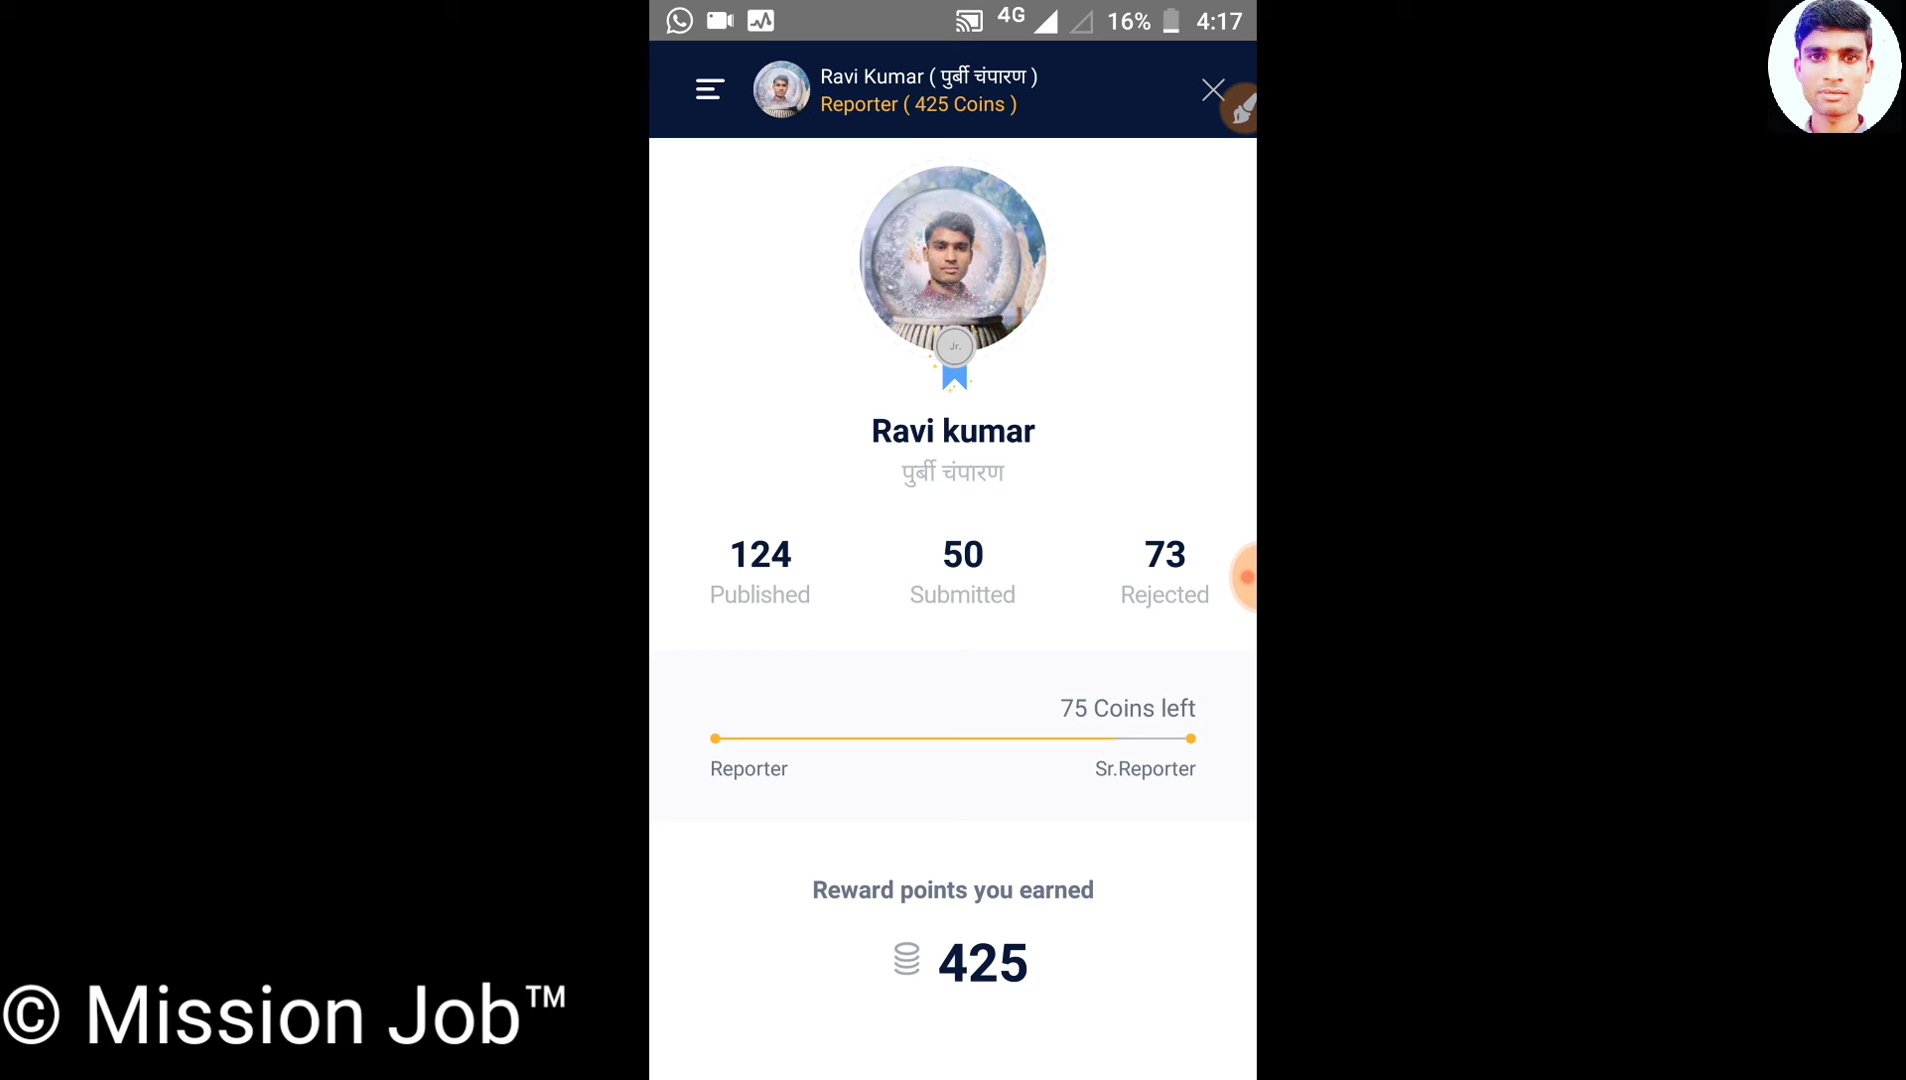 4G 16% 4:17
Ravi Kumar ( पुर्बी चंपारण )
Reporter ( 425 Coins )
Jr.
Ravi kumar
पुर्बी चंपारण
124 50 73
Published Submitted Rejected
75 Coins left
Reporter Sr.Reporter
Reward points you earned
425
© Mission Job™